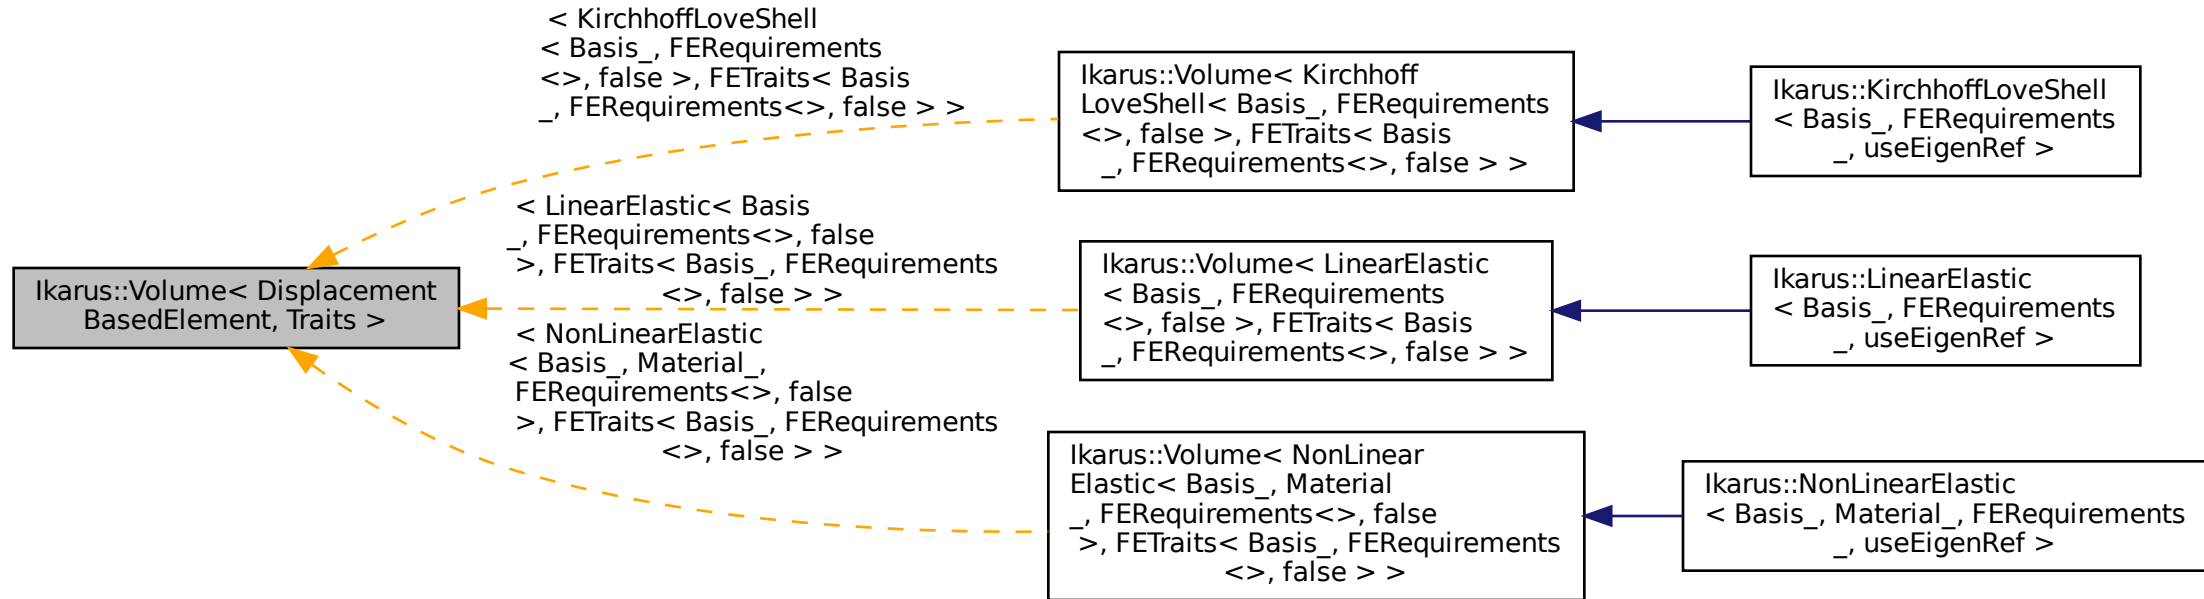 < KirchhoffLoveShell
< Basis_, FERequirements
<>, false >, FETraits< Basis
_, FERequirements<>, false > >
Ikarus::Volume< Kirchhoff
LoveShell< Basis_, FERequirements
<>, false >, FETraits< Basis
_, FERequirements<>, false > >
Ikarus::KirchhoffLoveShell
< Basis_, FERequirements
_, useEigenRef >
Ikarus::Volume< Displacement
BasedElement, Traits >
< LinearElastic< Basis
_, FERequirements<>, false
>, FETraits< Basis_, FERequirements
<>, false > >
Ikarus::Volume< LinearElastic
< Basis_, FERequirements
<>, false >, FETraits< Basis
_, FERequirements<>, false > >
Ikarus::LinearElastic
< Basis_, FERequirements
_, useEigenRef >
< NonLinearElastic
< Basis_, Material_,
FERequirements<>, false
>, FETraits< Basis_, FERequirements
<>, false > >
Ikarus::Volume< NonLinear
Elastic< Basis_, Material
_, FERequirements<>, false
>, FETraits< Basis_, FERequirements
<>, false > >
Ikarus::NonLinearElastic
< Basis_, Material_, FERequirements
_, useEigenRef >